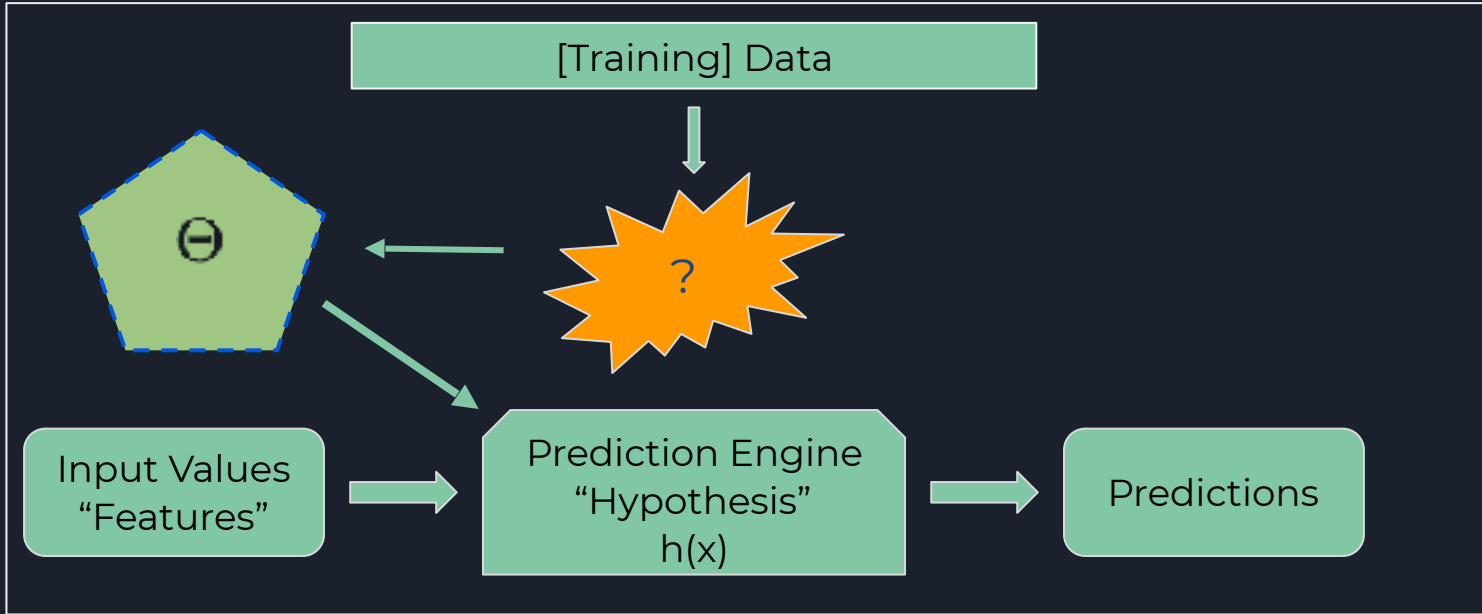 [Training] Data
Θ
?
Input Values
“Features”
Prediction Engine
“Hypothesis”
h(x)
Predictions